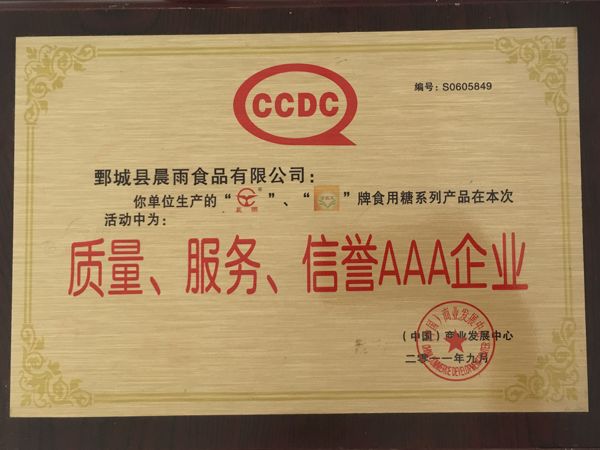 CCDC
编号：S0605849
鄄城县晨雨食品有限公司：
你单位生产的“晨雨®”、“”牌食用糖系列产品在本次
活动中为：
质量、服务、信誉AAA企业
（中国）商业发展中心
二零一一年九月